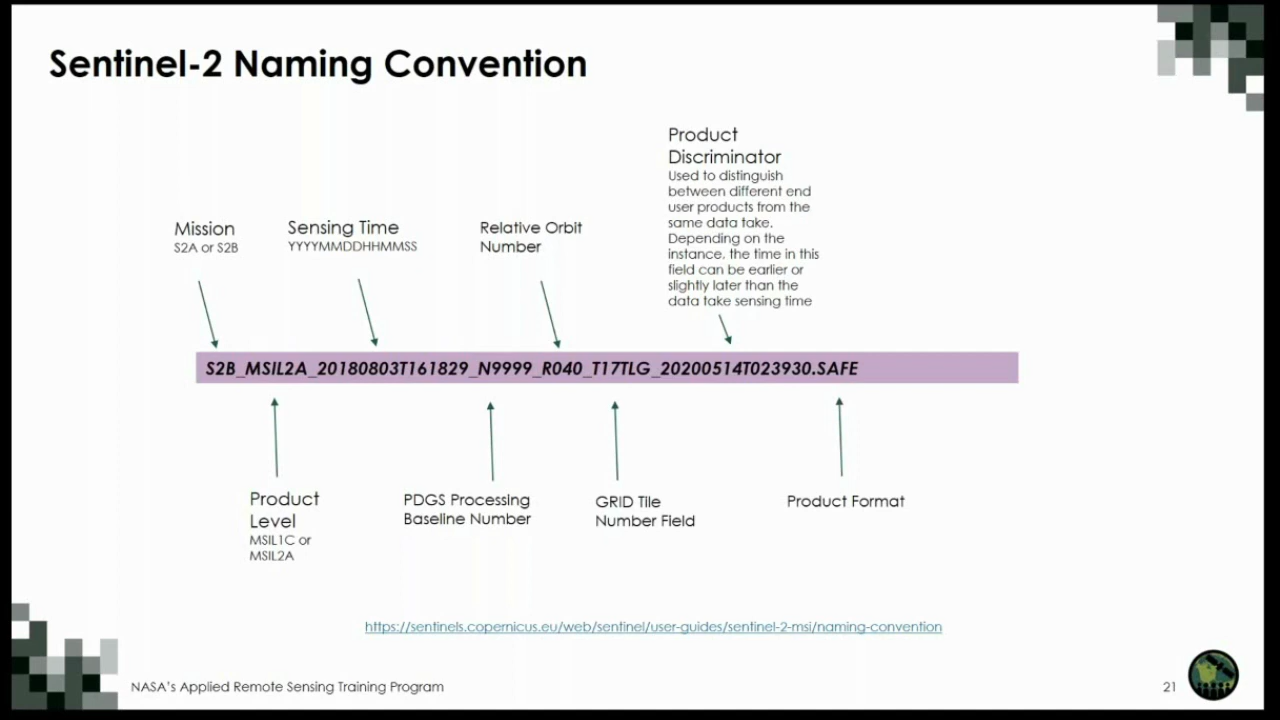 Sentinel-2 Naming Convention
Product
Discriminator
Used to distinguish
between different end
user products from the
same data take.
Depending on the
instance, the time in this
field can be earlier or
slightly later than the
data take sensing time
Mission
S2A or S2B
Sensing Time
YYYYMMDDHHMMSS
Relative Orbit
Number
S2B_MSIL2A_20180803T161829_N9999_R040_T17TLG_20200514T023930.SAFE
Product
Level
MSIL1C or
MSIL2A
PDGS Processing
Baseline Number
GRID Tile
Number Field
Product Format
https://sentinels.copernicus.eu/web/sentinel/user-guides/sentinel-2-msi/naming-convention
NASA's Applied Remote Sensing Training Program
21